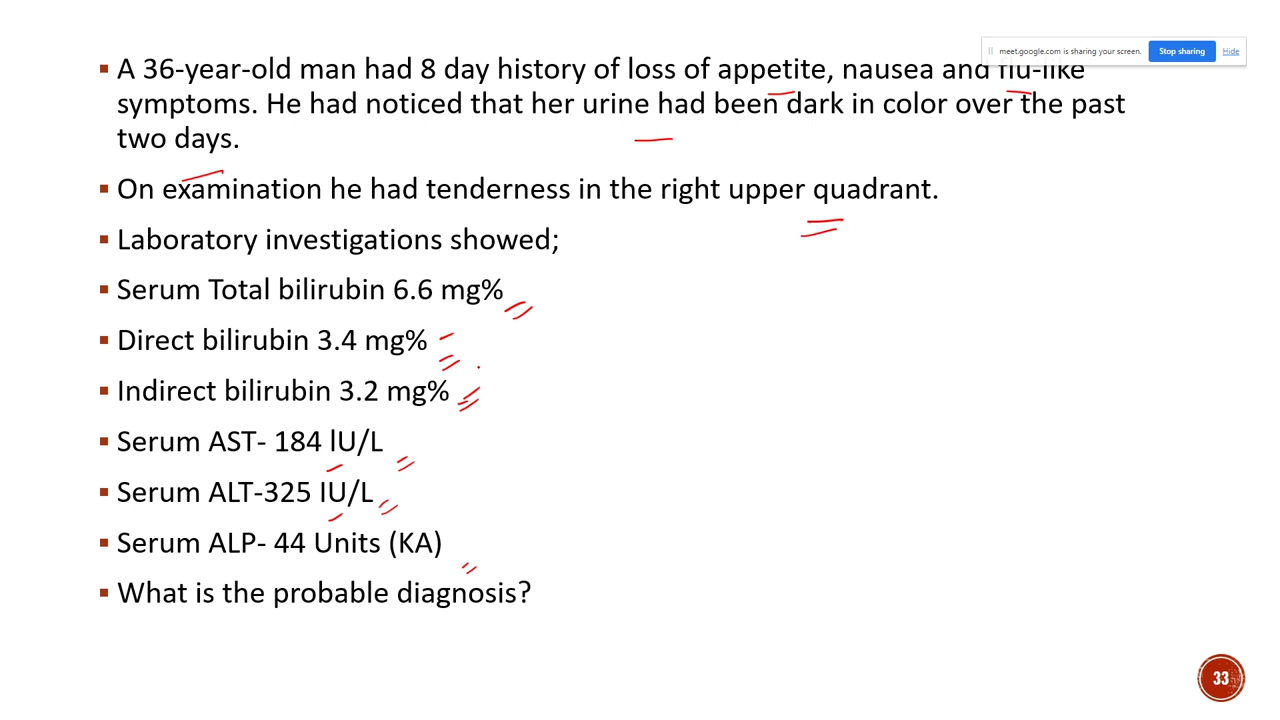 meet.google.com is sharing your screen. Stop sharing Hide
▪ A 36-year-old man had 8 day history of loss of appetite, nausea and flu-like
symptoms. He had noticed that her urine had been dark in color over the past
two days.
▪ On examination he had tenderness in the right upper quadrant.
▪ Laboratory investigations showed;
▪ Serum Total bilirubin 6.6 mg%
▪ Direct bilirubin 3.4 mg%
▪ Indirect bilirubin 3.2 mg%
▪ Serum AST- 184 lU/L
▪ Serum ALT-325 IU/L
▪ Serum ALP- 44 Units (KA)
▪ What is the probable diagnosis?
33